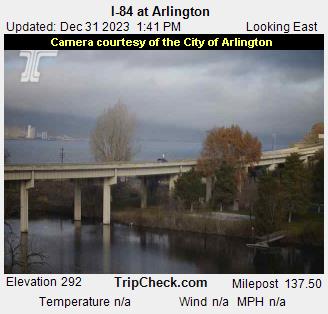 I-84 at Arlington
Updated: Dec 31 2023 1:41 PM Looking East
Camera courtesy of the City of Arlington
Elevation 292 TripCheck.com Milepost 137.50
Temperature n/a Wind n/a MPH n/a